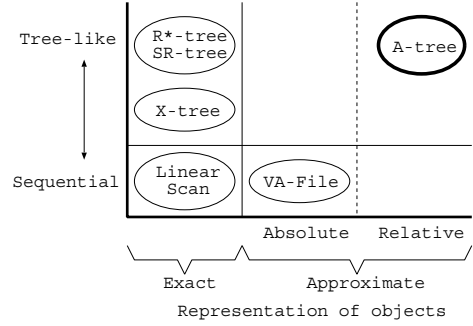 Tree-like
R*-tree
SR-tree
A-tree
X-tree
Sequential
Linear
Scan
VA-File
Absolute
Relative
Exact
Approximate
Representation of objects